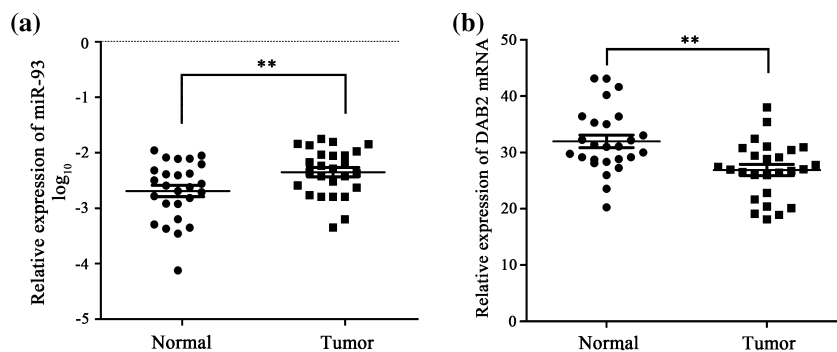 (a)
Relative expression of miR-93
log10
0
-1
-2
-3
-4
-5
**
Normal
Tumor
(b)
Relative expression of DAB2 mRNA
50
40
30
20
10
0
**
Normal
Tumor